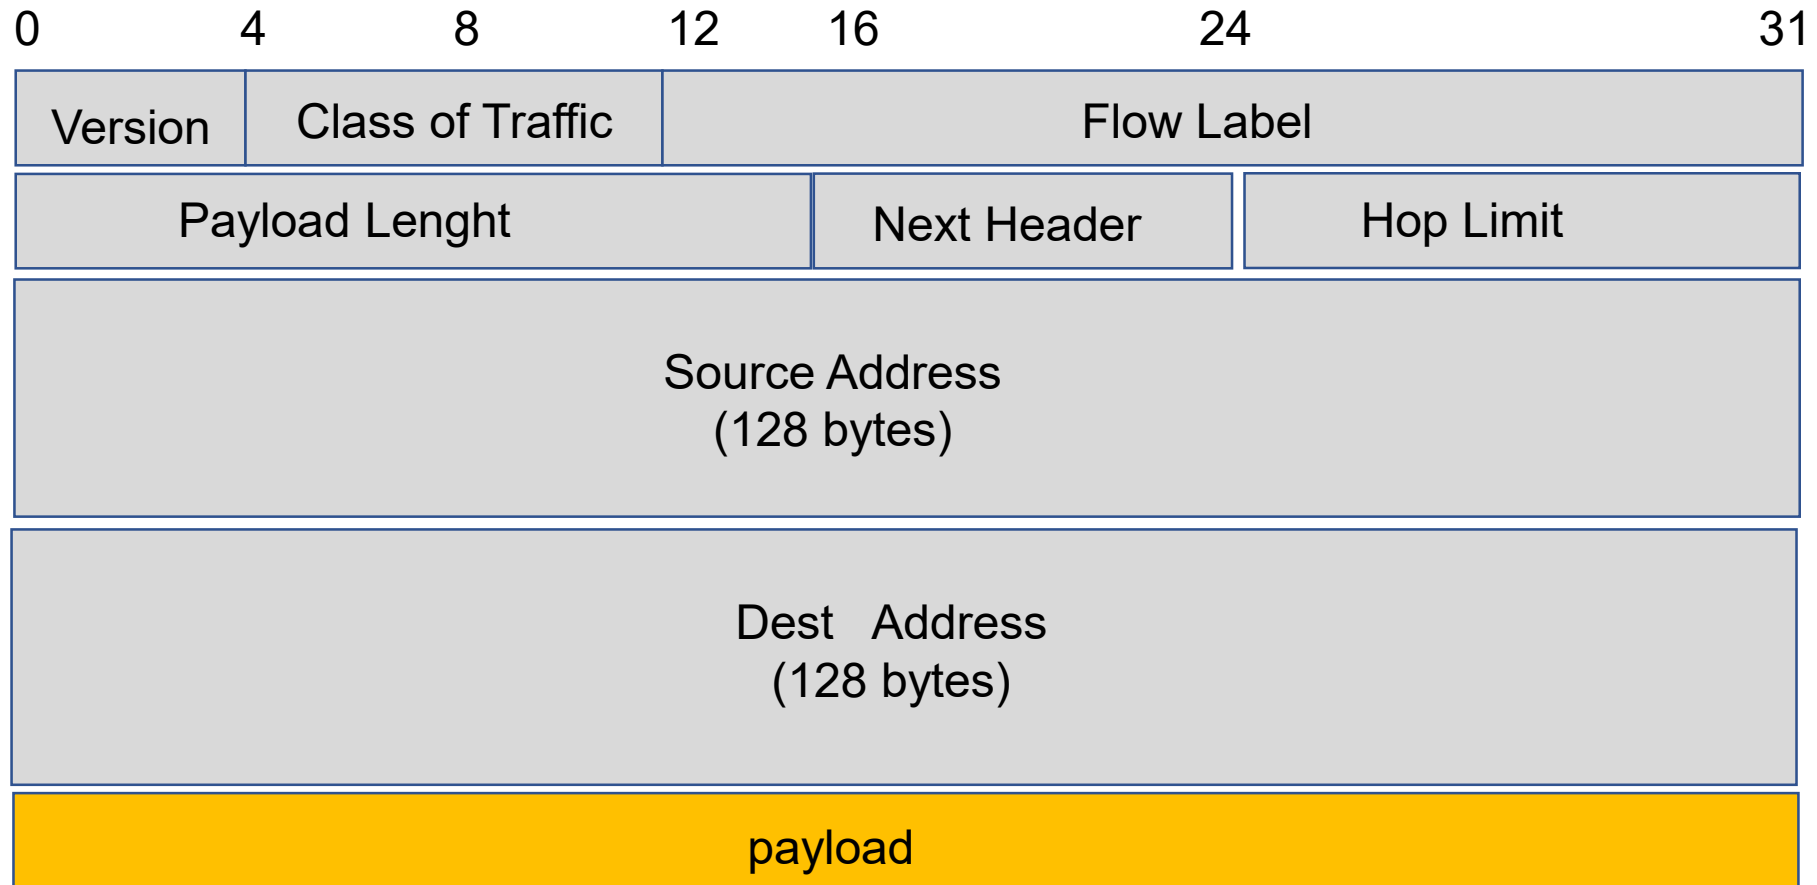 0 4 8 12 16 24 31
Version Class of Traffic Flow Label
Payload Lenght Next Header Hop Limit
Source Address
(128 bytes)
Dest Address
(128 bytes)
payload